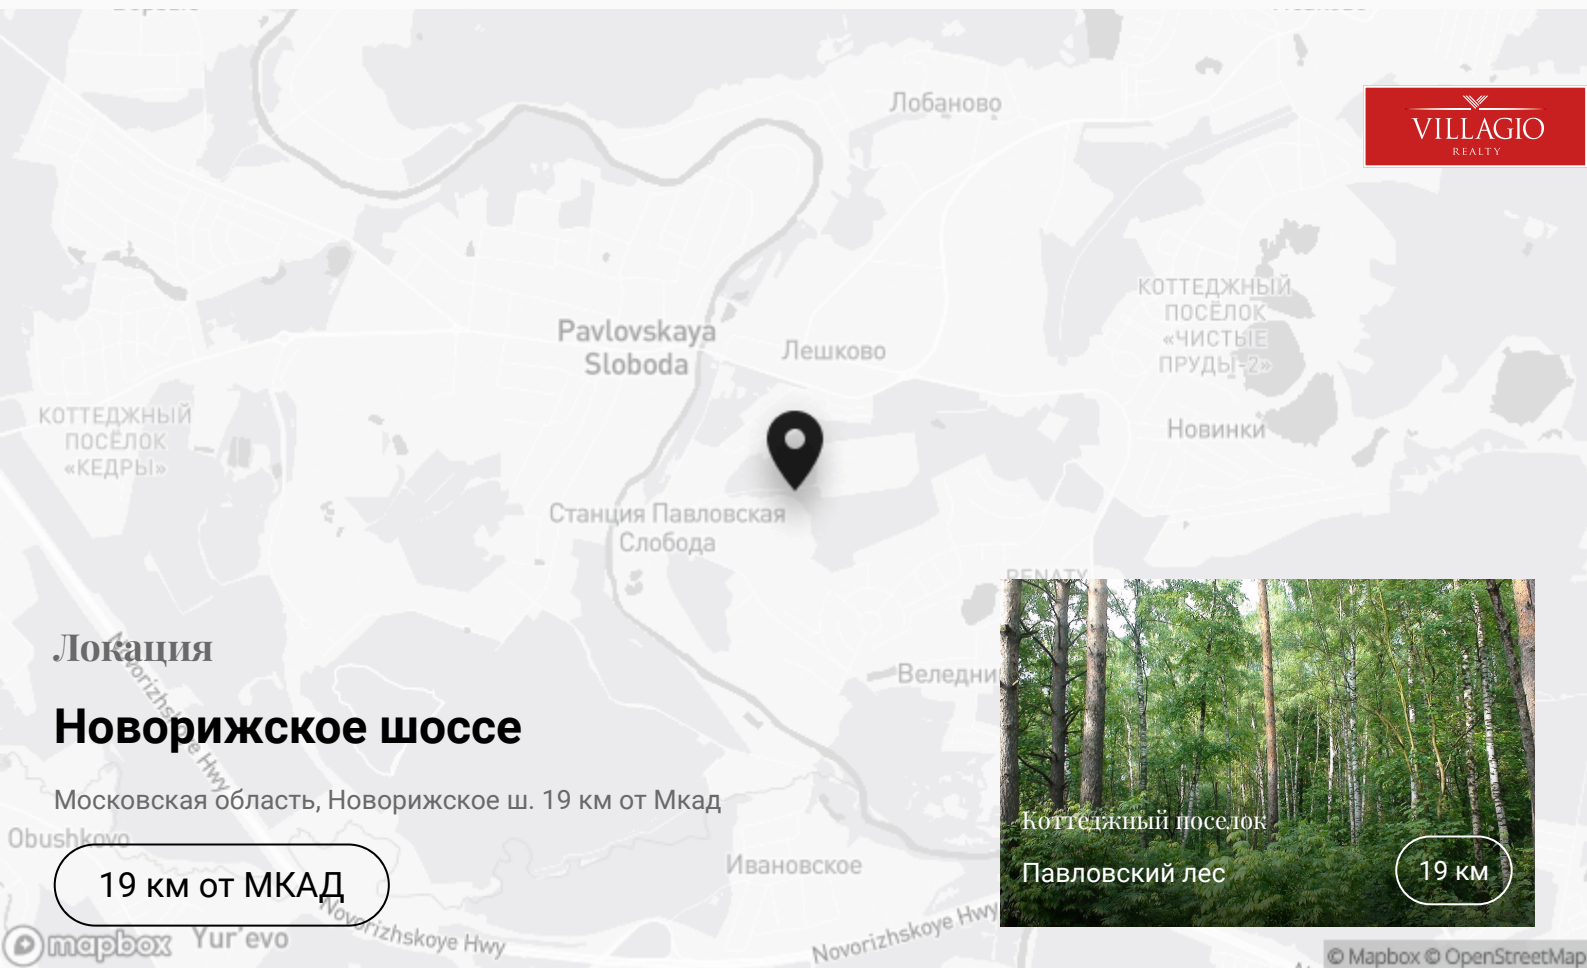 Лобаново
VILLAGIO
REALTY
КОТТЕДЖНЫЙ
ПОСЁЛОК
«ЧИСТЫЕ
ПРУДЫ-2»
Pavlovskaya
Sloboda
Лешково
КОТТЕДЖНЫЙ
ПОСЁЛОК
«КЕДРЫ»
Новинки
Станция Павловская
Слобода
Локация
Novorizhskoye Hwy
Новорижское шоссе
Московская область, Новорижское ш. 19 км от Мкад
Obushkovo
19 км от МКАД
Ивановское
Коттеджный поселок
Павловский лес
19 км
mapbox
Yur'evo
Novorizhskoye Hwy
Novorizhskoye Hwy
© Mapbox © OpenStreetMap